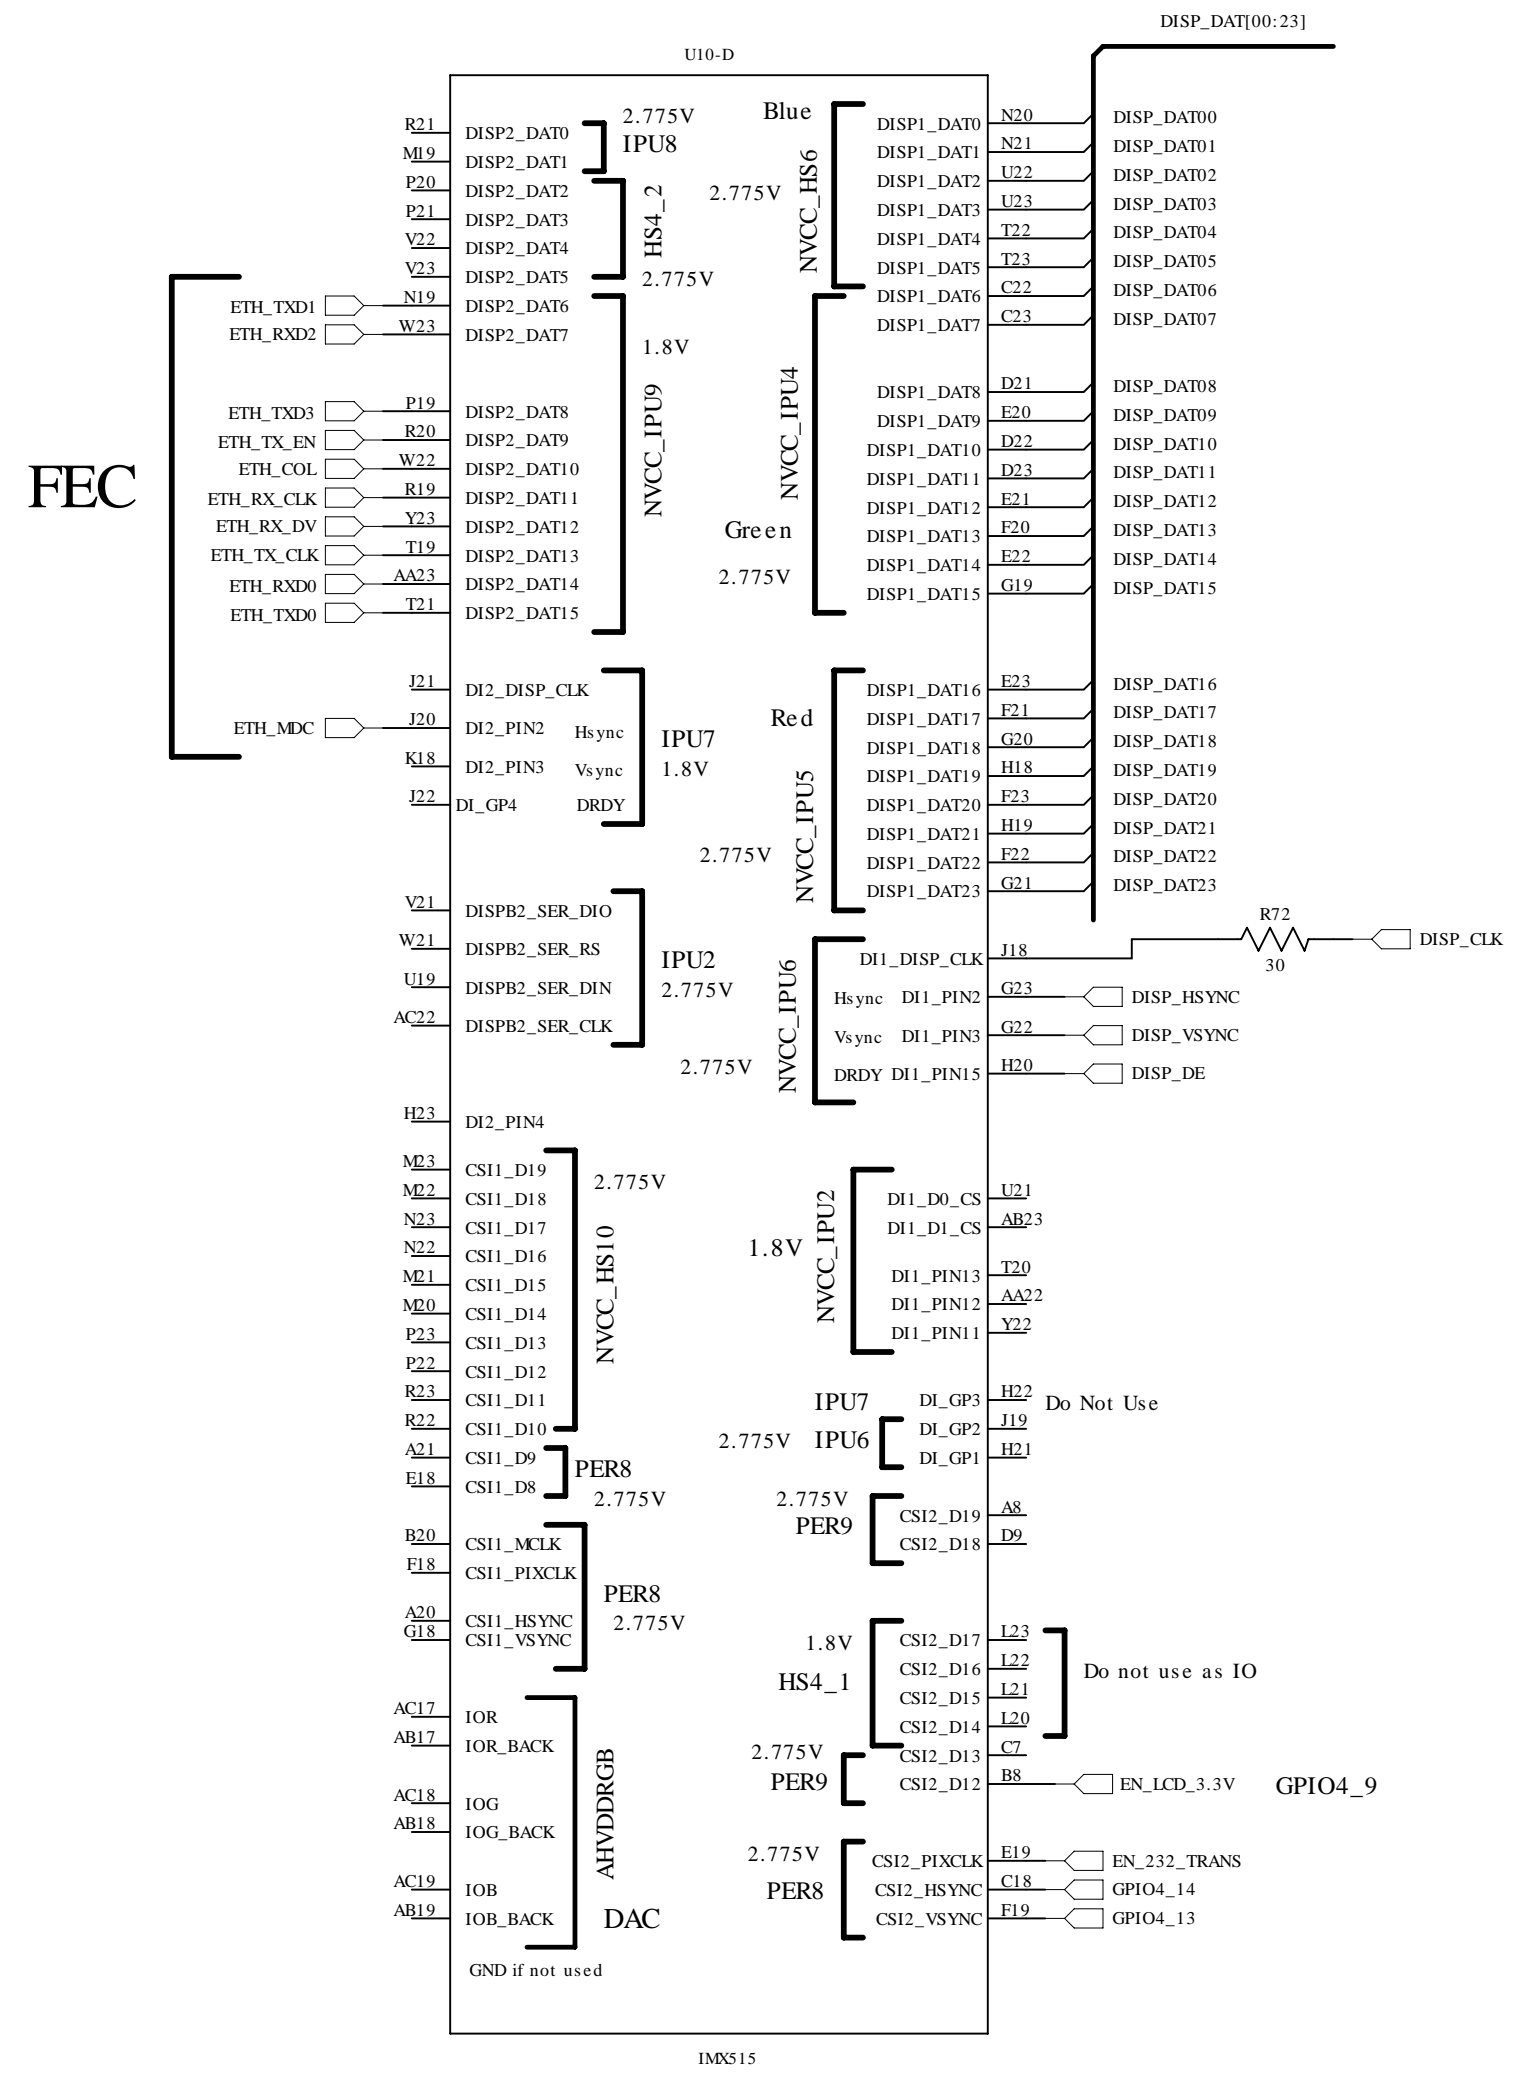 DISP_DAT[00:23]
U10-D
R21 DISP2_DAT0
M19 DISP2_DAT1
2.775V
IPU8
P20 DISP2_DAT2
P21 DISP2_DAT3
V22 DISP2_DAT4
V23 DISP2_DAT5
HS4_2
2.775V
FEC
ETH_TXD1 N19 DISP2_DAT6
ETH_RXD2 W23 DISP2_DAT7
ETH_TXD3 P19 DISP2_DAT8
ETH_TX_EN R20 DISP2_DAT9
ETH_COL W22 DISP2_DAT10
ETH_RX_CLK R19 DISP2_DAT11
ETH_RX_DV Y23 DISP2_DAT12
ETH_TX_CLK T19 DISP2_DAT13
ETH_RXD0 AA23 DISP2_DAT14
ETH_TXD0 T21 DISP2_DAT15
1.8V
NVCC_IPU9
J21 DI2_DISP_CLK
ETH_MDC J20 DI2_PIN2 Hsync
K18 DI2_PIN3 Vsync
J22 DI_GP4 DRDY
IPU7
1.8V
V21 DISPB2_SER_DIO
W21 DISPB2_SER_RS
U19 DISPB2_SER_DIN
AC22 DISPB2_SER_CLK
IPU2
2.775V
H23 DI2_PIN4
M23 CSI1_D19
M22 CSI1_D18
N23 CSI1_D17
N22 CSI1_D16
M21 CSI1_D15
M20 CSI1_D14
P23 CSI1_D13
P22 CSI1_D12
R23 CSI1_D11
R22 CSI1_D10
2.775V
NVCC_HS10
A21 CSI1_D9
E18 CSI1_D8
PER8
2.775V
B20 CSI1_MCLK
F18 CSI1_PIXCLK
A20 CSI1_HSYNC
G18 CSI1_VSYNC
PER8
2.775V
AC17 IOR
AB17 IOR_BACK
AC18 IOG
AB18 IOG_BACK
AC19 IOB
AB19 IOB_BACK
AHVDDRGB
DAC
GND if not used
Blue
2.775V
NVCC_HS6
DISP1_DAT0 N20 DISP_DAT00
DISP1_DAT1 N21 DISP_DAT01
DISP1_DAT2 U22 DISP_DAT02
DISP1_DAT3 U23 DISP_DAT03
DISP1_DAT4 T22 DISP_DAT04
DISP1_DAT5 T23 DISP_DAT05
DISP1_DAT6 C22 DISP_DAT06
DISP1_DAT7 C23 DISP_DAT07
NVCC_IPU4
Green
2.775V
DISP1_DAT8 D21 DISP_DAT08
DISP1_DAT9 E20 DISP_DAT09
DISP1_DAT10 D22 DISP_DAT10
DISP1_DAT11 D23 DISP_DAT11
DISP1_DAT12 E21 DISP_DAT12
DISP1_DAT13 F20 DISP_DAT13
DISP1_DAT14 E22 DISP_DAT14
DISP1_DAT15 G19 DISP_DAT15
Red
NVCC_IPU5
2.775V
DISP1_DAT16 E23 DISP_DAT16
DISP1_DAT17 F21 DISP_DAT17
DISP1_DAT18 G20 DISP_DAT18
DISP1_DAT19 H18 DISP_DAT19
DISP1_DAT20 F23 DISP_DAT20
DISP1_DAT21 H19 DISP_DAT21
DISP1_DAT22 F22 DISP_DAT22
DISP1_DAT23 G21 DISP_DAT23
NVCC_IPU6
2.775V
R72
DI1_DISP_CLK J18 DISP_CLK
30
Hsync DI1_PIN2 G23 DISP_HSYNC
Vsync DI1_PIN3 G22 DISP_VSYNC
DRDY DI1_PIN15 H20 DISP_DE
1.8V
NVCC_IPU2
DI1_D0_CS U21
DI1_D1_CS AB23
DI1_PIN13 T20
DI1_PIN12 AA22
DI1_PIN11 Y22
IPU7 DI_GP3 H22 Do Not Use
2.775V IPU6
DI_GP2 J19
DI_GP1 H21
2.775V
PER9
CSI2_D19 A8
CSI2_D18 D9
1.8V
HS4_1
CSI2_D17 L23
CSI2_D16 L22
CSI2_D15 L21
CSI2_D14 L20
Do not use as IO
2.775V
PER9
CSI2_D13 C7
CSI2_D12 B8 EN_LCD_3.3V GPIO4_9
2.775V
PER8
CSI2_PIXCLK E19 EN_232_TRANS
CSI2_HSYNC C18 GPIO4_14
CSI2_VSYNC F19 GPIO4_13
IMX515